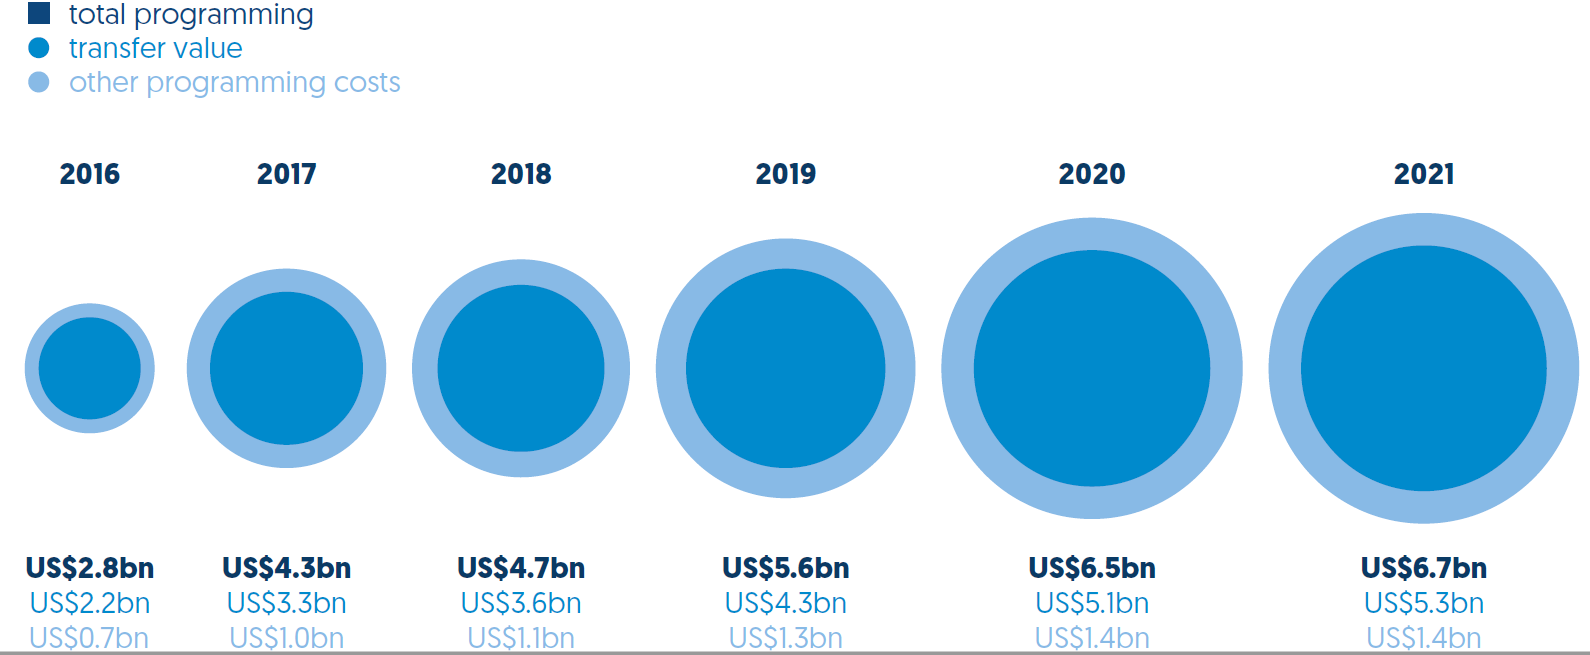 total programming
transfer value
other programming costs
2016 2017 2018 2019 2020 2021
US$2.8bn US$4.3bn US$4.7bn US$5.6bn US$6.5bn US$6.7bn
US$2.2bn US$3.3bn US$3.6bn US$4.3bn US$5.1bn US$5.3bn
US$0.7bn US$1.0bn US$1.1bn US$1.3bn US$1.4bn US$1.4bn